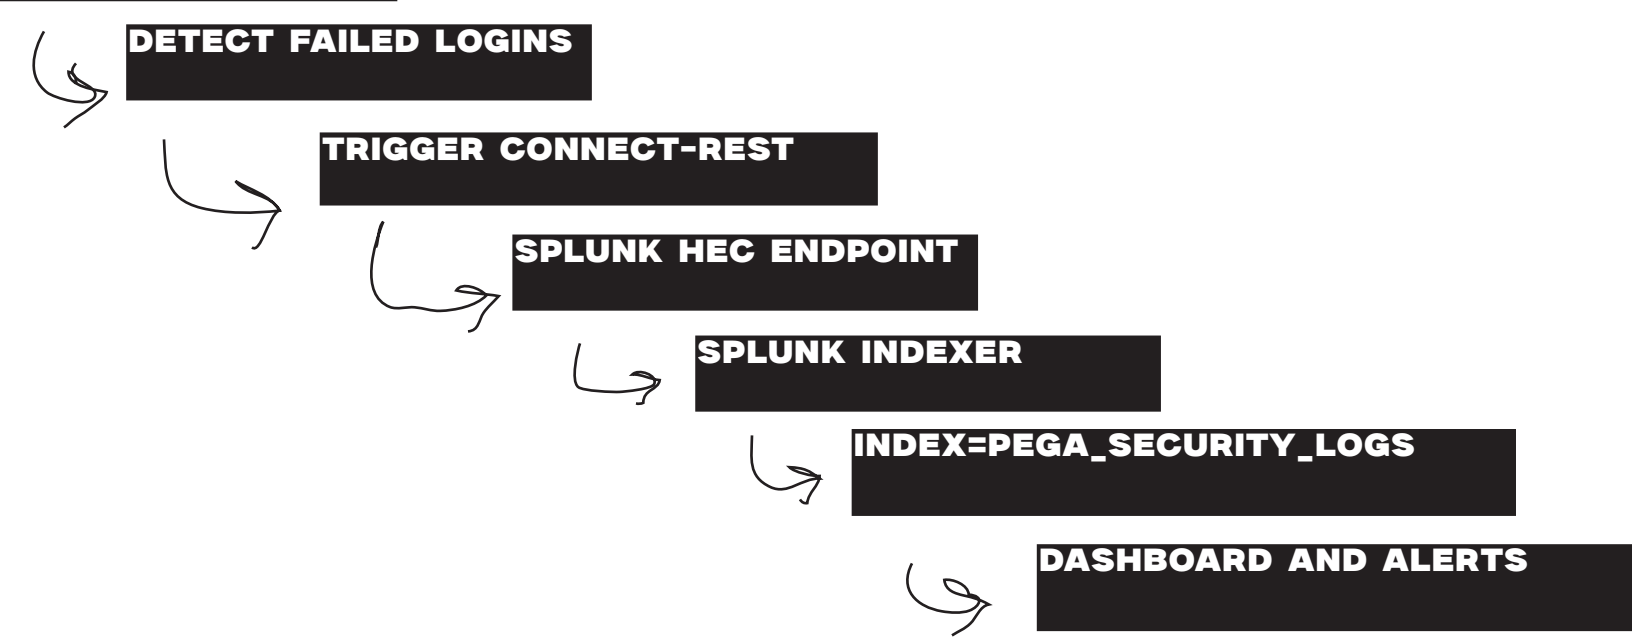 DETECT FAILED LOGINS
TRIGGER CONNECT-REST
SPLUNK HEC ENDPOINT
SPLUNK INDEXER
INDEX=PEGA_SECURITY_LOGS
DASHBOARD AND ALERTS